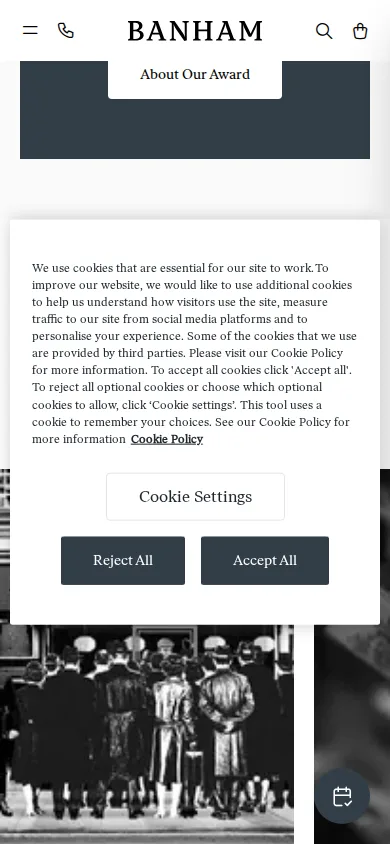 BANHAM
About Our Award
We use cookies that are essential for our site to work. To
improve our website, we would like to use additional cookies
to help us understand how visitors use the site, measure
traffic to our site from social media platforms and to
personalise your experience. Some of the cookies that we use
are provided by third parties. Please visit our Cookie Policy
for more information. To accept all cookies click 'Accept all'.
To reject all optional cookies or choose which optional
cookies to allow, click ‘Cookie settings’. This tool uses a
cookie to remember your choices. See our Cookie Policy for
more information Cookie Policy
Cookie Settings
Reject All
Accept All